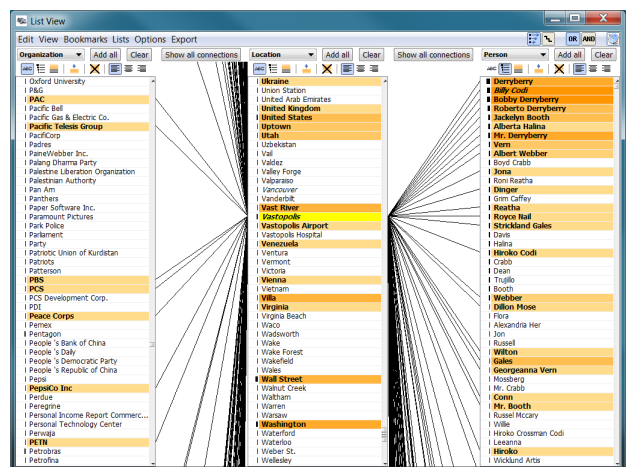 List View
Edit View Bookmarks Lists Options Export
OR AND
Organization Add all Clear
Show all connections
Location Add all Clear
Show all connections
Person Add all Clear
ABC
ABC
ABC
Oxford University
P&G
PAC
Pacific Bell
Pacific Gas & Electric Co.
Pacific Telesis Group
PacifiCorp
Padres
PaineWebber Inc.
Palang Dharma Party
Palestine Liberation Organization
Palestinian Authority
Pan Am
Panthers
Paper Software Inc.
Paramount Pictures
Park Police
Parliament
Party
Patriotic Union of Kurdistan
Patriots
Patterson
PBS
PCS
PCS Development Corp.
PDI
Peace Corps
Pemex
Pentagon
People 's Bank of China
People 's Daily
People 's Democratic Party
People 's Republic of China
Pepsi
PepsiCo Inc
Perdue
Peregrine
Personal Income Report Commerc...
Personal Technology Center
Perwaja
PETN
Petrobras
Petrofina
Ukraine
Union Station
United Arab Emirates
United Kingdom
United States
Uptown
Utah
Uzbekistan
Vail
Valdez
Valley Forge
Valparaiso
Vancouver
Vanderbilt
Vast River
Vastopolis
Vastopolis Airport
Vastopolis Hospital
Venezuela
Ventura
Vermont
Victoria
Vienna
Vietnam
Villa
Virginia
Virginia Beach
Waco
Wadsworth
Wake
Wake Forest
Wakefield
Wales
Wall Street
Walnut Creek
Waltham
Warren
Warsaw
Washington
Waterford
Waterloo
Weber St.
Wellesley
Derryberry
Billy Codi
Bobby Derryberry
Roberto Derryberry
Jackelyn Booth
Alberta Halina
Mr. Derryberry
Vern
Albert Webber
Boyd Crabb
Jona
Roni Reatha
Dinger
Grim Caffey
Reatha
Royce Nail
Strickland Gales
Davis
Halina
Hiroko Codi
Crabb
Dean
Trujillo
Booth
Webber
Dillon Mose
Flora
Alexandria Her
Jon
Russell
Wilton
Gales
Georgeanna Vern
Mossberg
Mr. Crabb
Conn
Mr. Booth
Russel Mccary
Willie
Hiroko Crossman Codi
Leeanna
Hiroko
Wicklund Artis